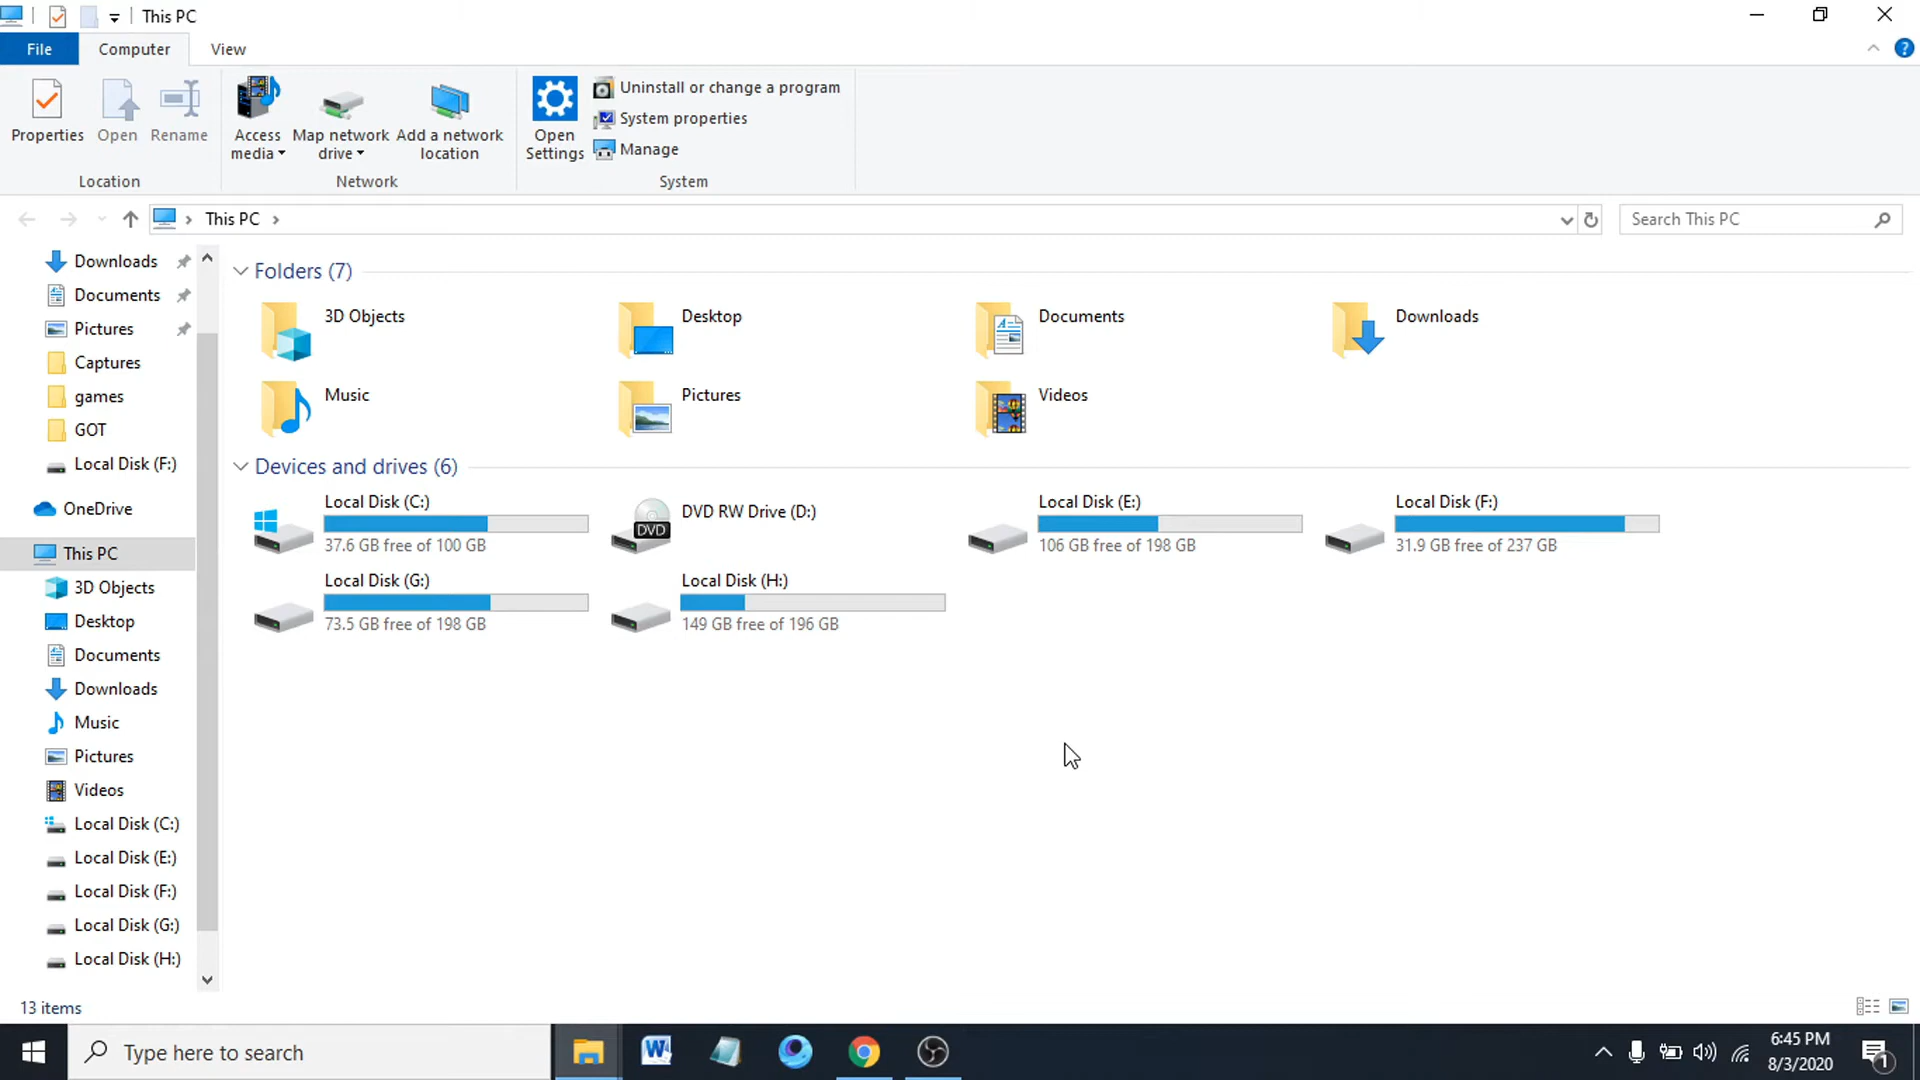 This PC
File Computer View
Properties Open Rename Access media Map network drive Add a network location Open Settings Uninstall or change a program
System properties
Manage
Location Network System
This PC
Search This PC
Downloads
Documents
Pictures
Captures
games
GOT
Local Disk (F:)
OneDrive
This PC
3D Objects
Desktop
Documents
Downloads
Music
Pictures
Videos
Local Disk (C:)
Local Disk (E:)
Local Disk (F:)
Local Disk (G:)
Local Disk (H:)
Folders (7)
3D Objects Desktop Documents Downloads
Music Pictures Videos
Devices and drives (6)
Local Disk (C:)
37.6 GB free of 100 GB
DVD
DVD RW Drive (D:)
Local Disk (E:)
106 GB free of 198 GB
Local Disk (F:)
31.9 GB free of 237 GB
Local Disk (G:)
73.5 GB free of 198 GB
Local Disk (H:)
149 GB free of 196 GB
13 items
Type here to search
W
6:45 PM
8/3/2020
1